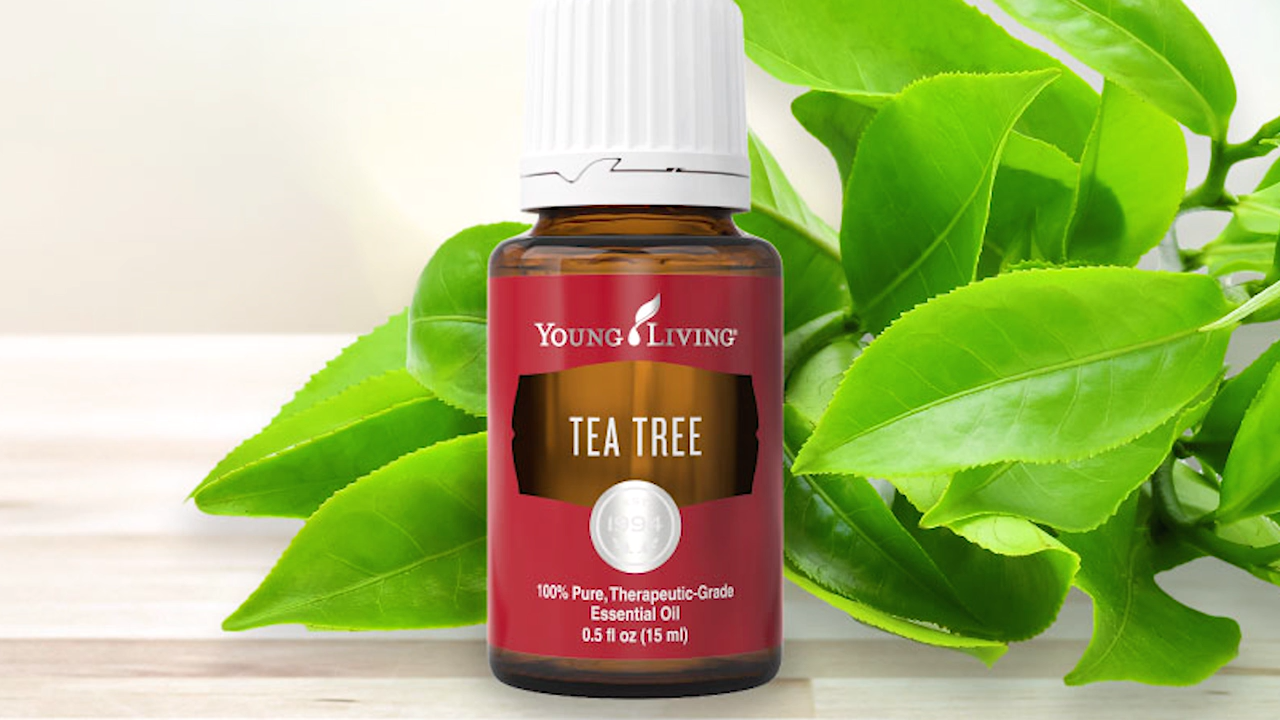 YOUNG LIVING®
TEA TREE
1994
100% Pure, Therapeutic-Grade
Essential Oil
0.5 fl oz (15 ml)